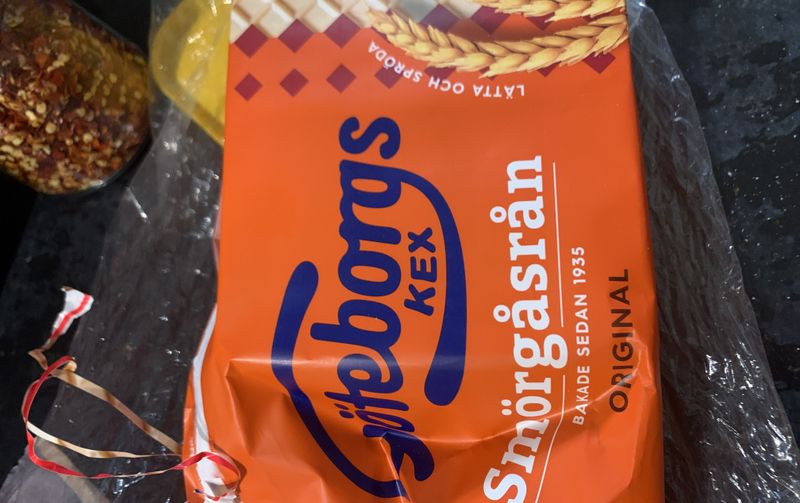 LÄTTA OCH SPRÖDA
Göteborgs
KEX
Smörgåsrån
BAKADE SEDAN 1935
ORIGINAL